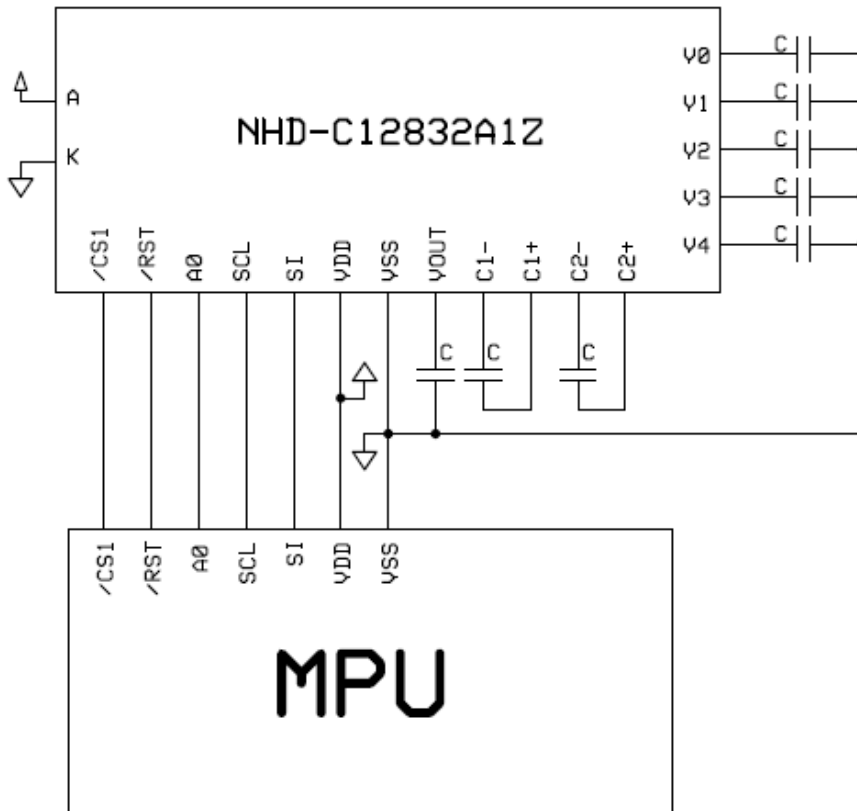 V0 C
A
V1 C
NHD-C12832A1Z
V2 C
K
V3 C
V4 C
/CS1 /RST A0 SCL SI VDD VSS VOUT C1- C1+ C2- C2+
C C C
/CS1 /RST A0 SCL SI VDD VSS
MPU